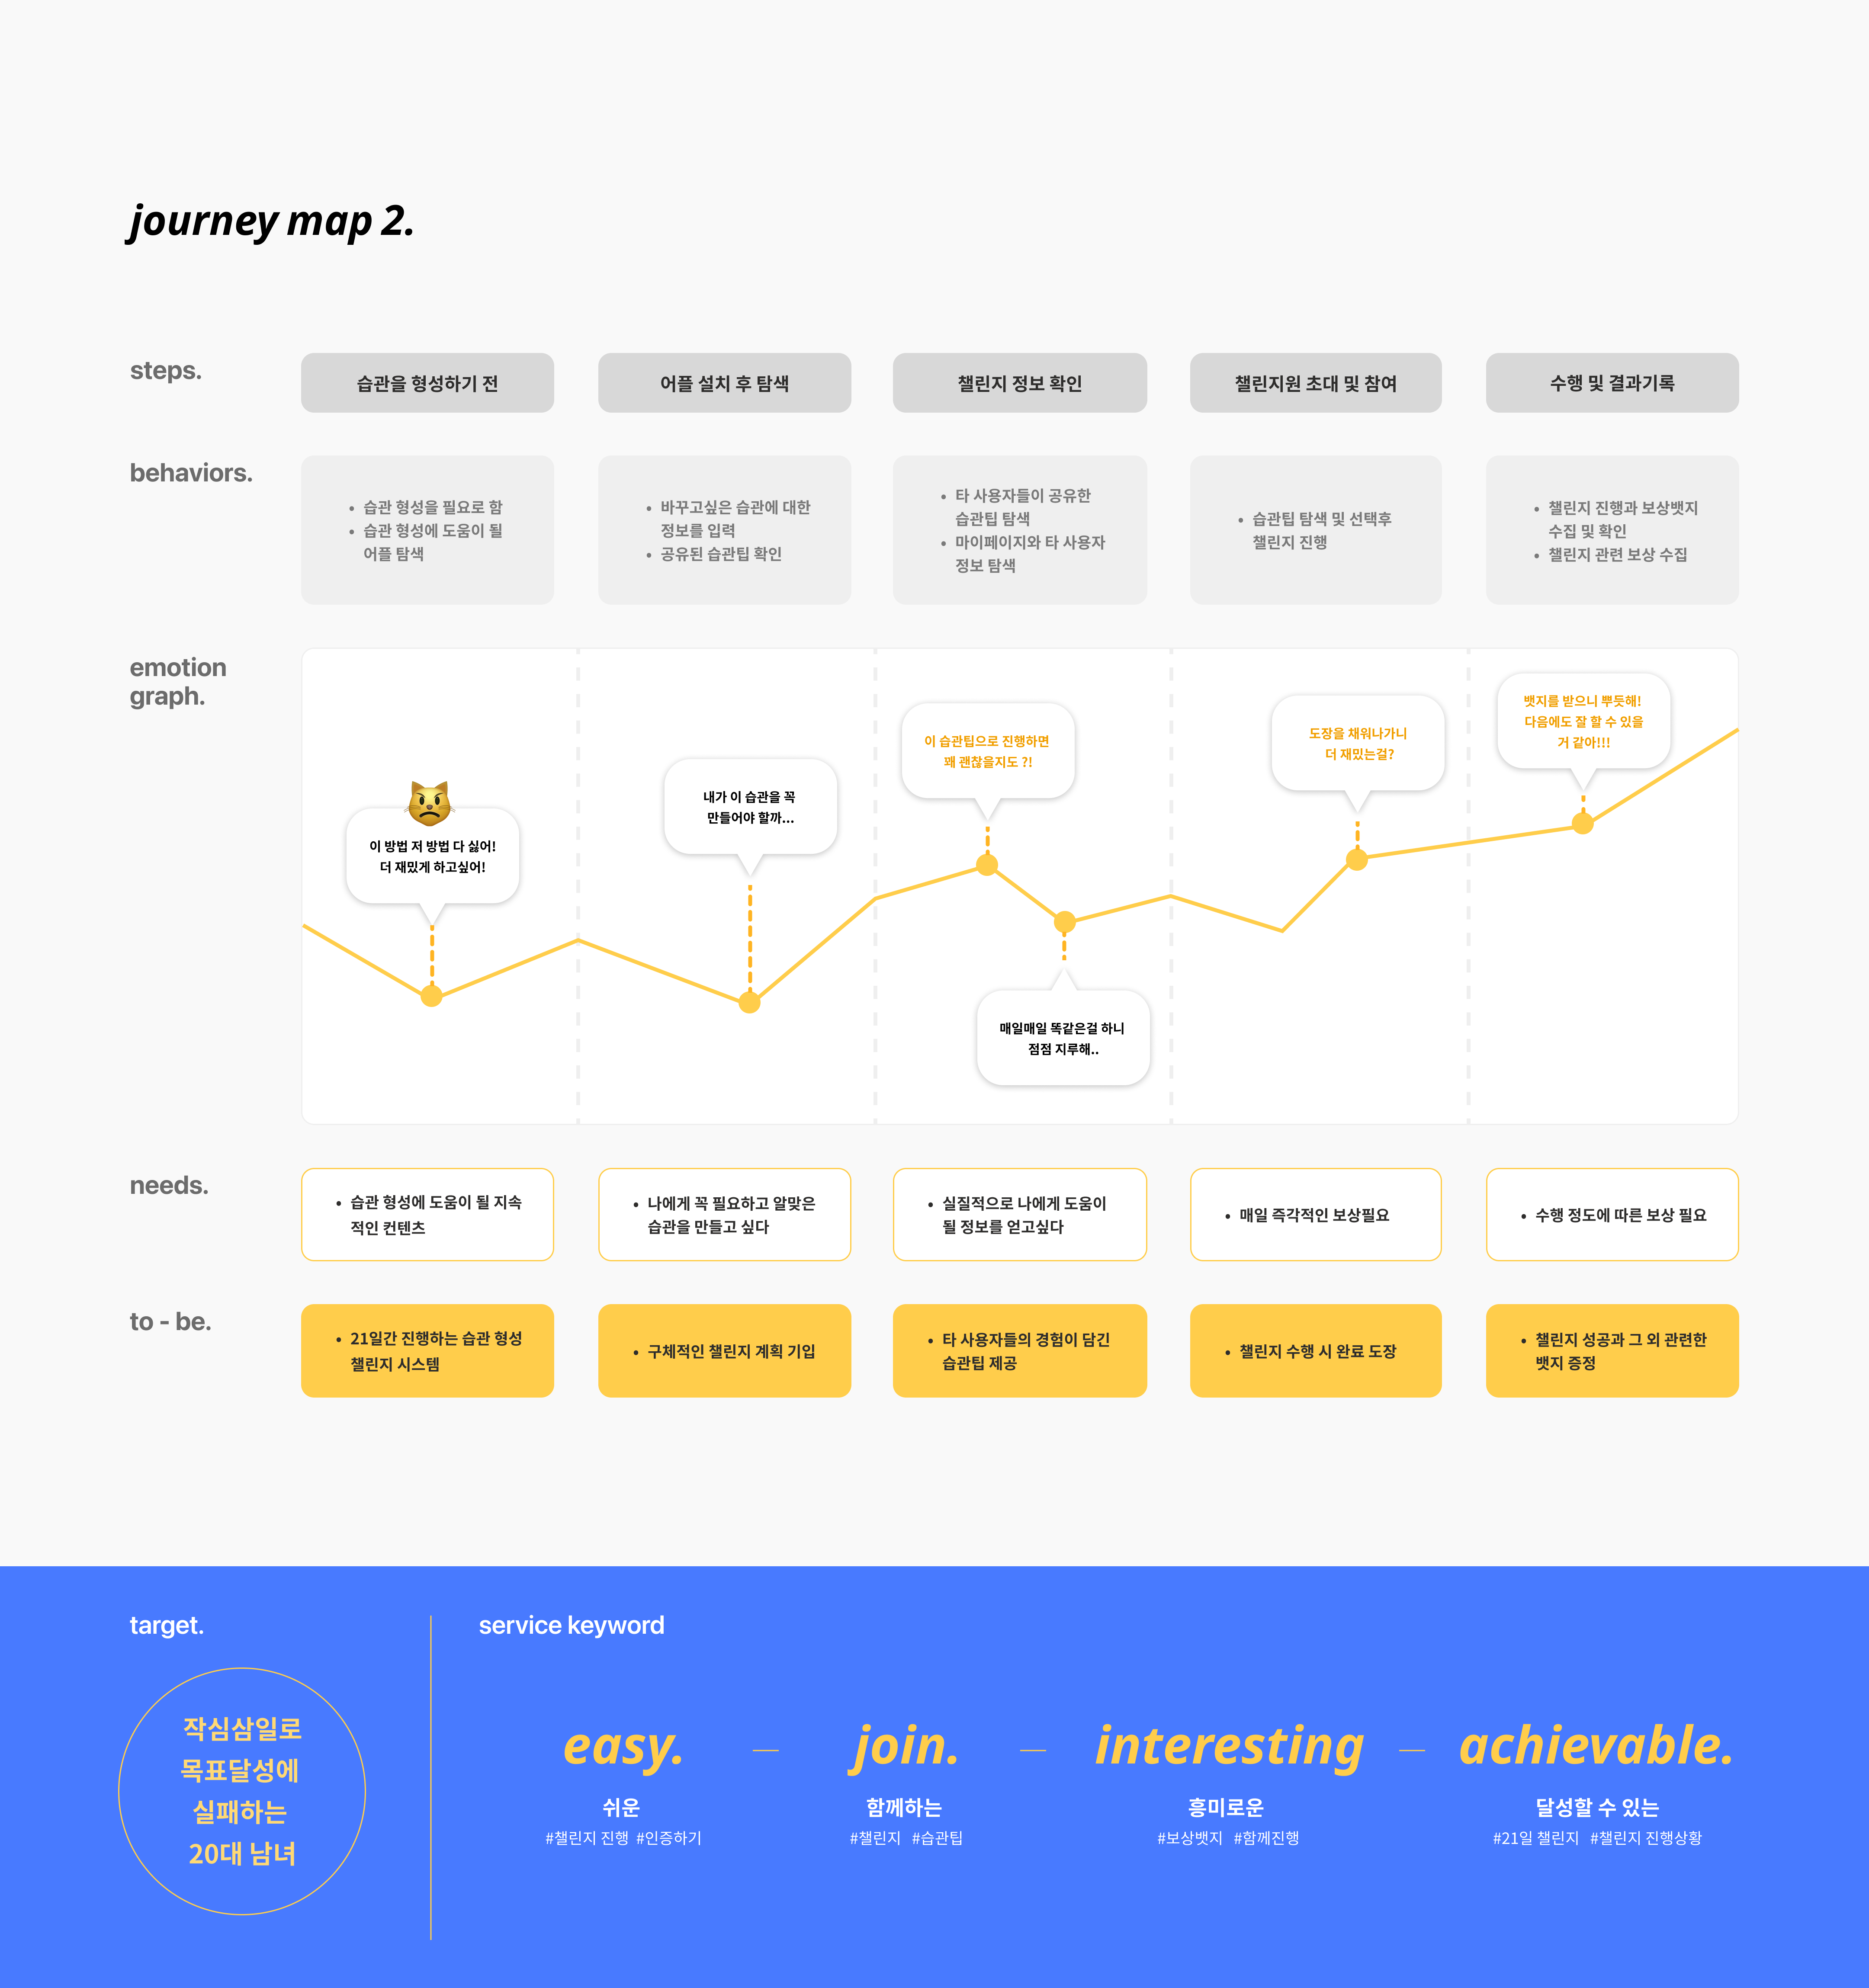 journey map 2.
steps.
습관을 형성하기 전
어플 설치 후 탐색
챌린지 정보 확인
챌린지원 초대 및 참여
수행 및 결과기록
behaviors.
• 습관 형성을 필요로 함
• 습관 형성에 도움이 될
어플 탐색
• 바꾸고싶은 습관에 대한
정보를 입력
• 공유된 습관팁 확인
• 타 사용자들이 공유한
습관팁 탐색
• 마이페이지와 타 사용자
정보 탐색
• 습관팁 탐색 및 선택후
챌린지 진행
• 챌린지 진행과 보상뱃지
수집 및 확인
• 챌린지 관련 보상 수집
emotion
graph.
이 방법 저 방법 다 싫어!
더 재밌게 하고싶어!
내가 이 습관을 꼭
만들어야 할까...
이 습관팁으로 진행하면
꽤 괜찮을지도 ?!
매일매일 똑같은걸 하니
점점 지루해..
도장을 채워나가니
더 재밌는걸?
뱃지를 받으니 뿌듯해!
다음에도 잘 할 수 있을
거 같아!!!
needs.
• 습관 형성에 도움이 될 지속
적인 컨텐츠
• 나에게 꼭 필요하고 알맞은
습관을 만들고 싶다
• 실질적으로 나에게 도움이
될 정보를 얻고싶다
• 매일 즉각적인 보상필요
• 수행 정도에 따른 보상 필요
to - be.
• 21일간 진행하는 습관 형성
챌린지 시스템
• 구체적인 챌린지 계획 기입
• 타 사용자들의 경험이 담긴
습관팁 제공
• 챌린지 수행 시 완료 도장
• 챌린지 성공과 그 외 관련한
뱃지 증정
target.
작심삼일로
목표달성에
실패하는
20대 남녀
service keyword
easy.
쉬운
#챌린지 진행 #인증하기
join.
함께하는
#챌린지 #습관팁
interesting
흥미로운
#보상뱃지 #함께진행
achievable.
달성할 수 있는
#21일 챌린지 #챌린지 진행상황